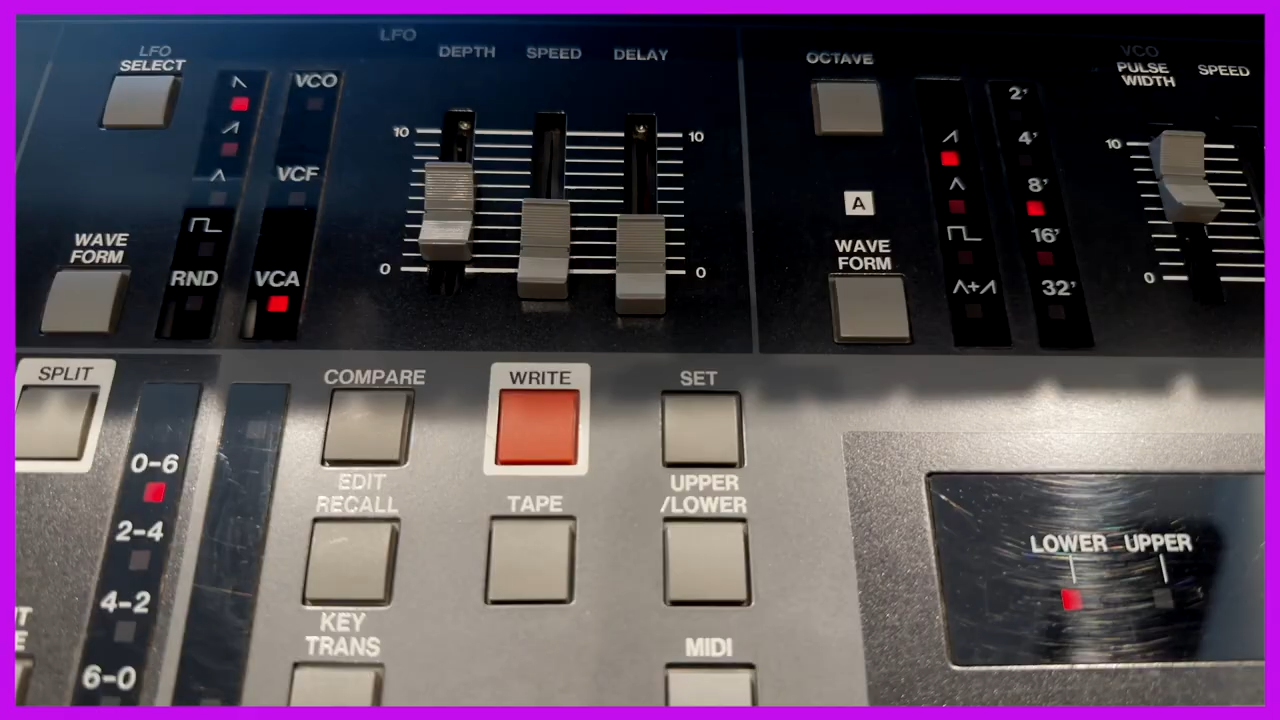 LFO
SELECT
VCO
VCF
RND
VCA
WAVE
FORM
LFO
DEPTH SPEED DELAY
10 10
0 0
OCTAVE
A
WAVE
FORM
2'
4'
8'
16'
32'
VCO
PULSE
WIDTH
SPEED
10
0
SPLIT
0-6
2-4
4-2
6-0
COMPARE
WRITE
SET
EDIT
RECALL
TAPE
UPPER
/LOWER
KEY
TRANS
MIDI
LOWER UPPER